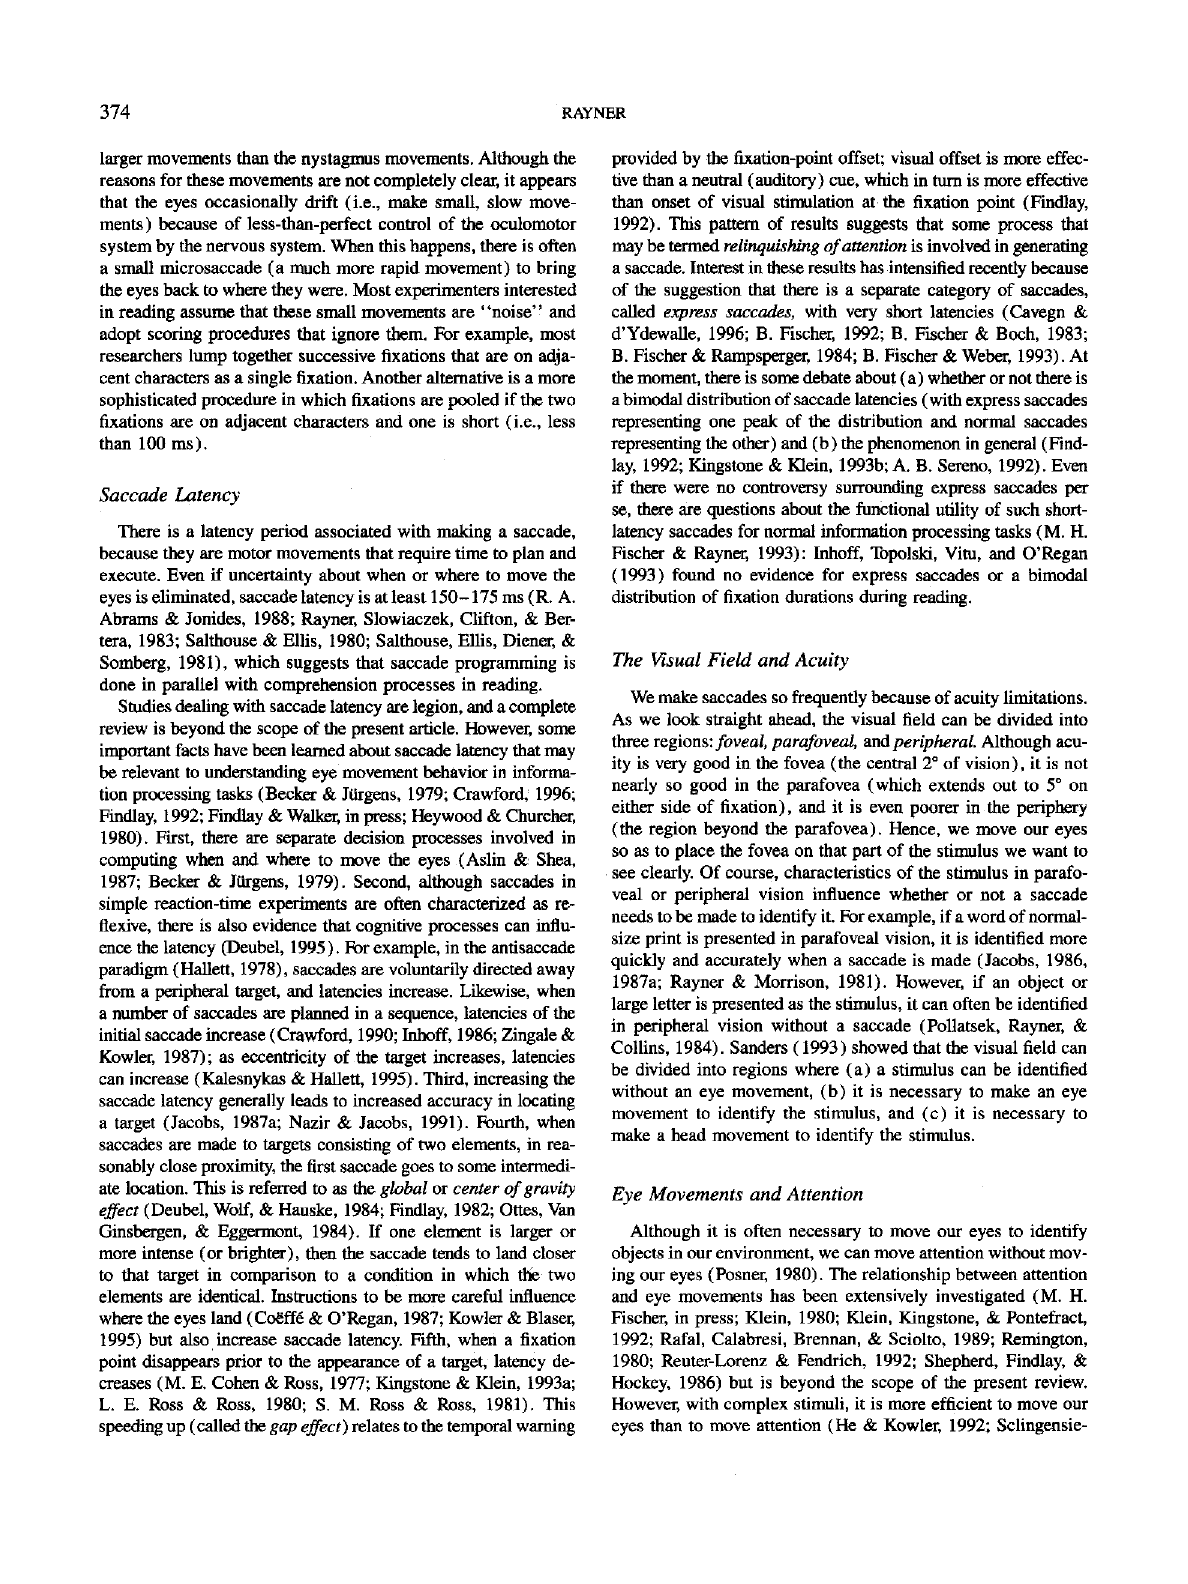 374
RAYNER
larger movements than the nystagmus movements. Although the
reasons for these movements are not completely clear, it appears
that the eyes occasionally drift (i.e., make small, slow move-
ments) because of less-than-perfect control of the oculomotor
system by the nervous system. When this happens, there is often
a small microsaccade (a much more rapid movement) to bring
the eyes back to where they were. Most experimenters interested
in reading assume that these small movements are ‘‘noise’’ and
adopt scoring procedures that ignore them. For example, most
researchers lump together successive fixations that are on adja-
cent characters as a single fixation. Another alternative is a more
sophisticated procedure in which fixations are pooled if the two
fixations are on adjacent characters and one is short (i.e., less
than 100 ms).
Saccade Latency
There is a latency period associated with making a saccade,
because they are motor movements that require time to plan and
execute. Even if uncertainty about when or where to move the
eyes is eliminated, saccade latency is at least 150–175 ms (R. A.
Abrams & Jonides, 1988; Rayner, Slowiaczek, Clifton, & Ber-
tera, 1983; Salthouse & Ellis, 1980; Salthouse, Ellis, Diener, &
Somberg, 1981), which suggests that saccade programming is
done in parallel with comprehension processes in reading.
Studies dealing with saccade latency are legion, and a complete
review is beyond the scope of the present article. However, some
important facts have been learned about saccade latency that may
be relevant to understanding eye movement behavior in informa-
tion processing tasks (Becker & Jürgens, 1979; Crawford, 1996;
Findlay, 1992; Findlay & Walker, in press; Heywood & Churcher,
1980). First, there are separate decision processes involved in
computing when and where to move the eyes (Aslin & Shea,
1987; Becker & Jürgens, 1979). Second, although saccades in
simple reaction-time experiments are often characterized as re-
flexive, there is also evidence that cognitive processes can influ-
ence the latency (Deubel, 1995). For example, in the antisaccade
paradigm (Hallett, 1978), saccades are voluntarily directed away
from a peripheral target, and latencies increase. Likewise, when
a number of saccades are planned in a sequence, latencies of the
initial saccade increase (Crawford, 1990; Inhoff, 1986; Zingale &
Kowler, 1987); as eccentricity of the target increases, latencies
can increase (Kalesnykas & Hallett, 1995). Third, increasing the
saccade latency generally leads to increased accuracy in locating
a target (Jacobs, 1987a; Nazir & Jacobs, 1991). Fourth, when
saccades are made to targets consisting of two elements, in rea-
sonably close proximity, the first saccade goes to some intermedi-
ate location. This is referred to as the global or center of gravity
effect (Deubel, Wolf, & Hauske, 1984; Findlay, 1982; Ottes, Van
Ginsbergen, & Eggermont, 1984). If one element is larger or
more intense (or brighter), then the saccade tends to land closer
to that target in comparison to a condition in which the two
elements are identical. Instructions to be more careful influence
where the eyes land (Coëffé & O'Regan, 1987; Kowler & Blaser,
1995) but also increase saccade latency. Fifth, when a fixation
point disappears prior to the appearance of a target, latency de-
creases (M. E. Cohen & Ross, 1977; Kingstone & Klein, 1993a;
L. E. Ross & Ross, 1980; S. M. Ross & Ross, 1981). This
speeding up (called the gap effect) relates to the temporal warning
provided by the fixation-point offset; visual offset is more effec-
tive than a neutral (auditory) cue, which in turn is more effective
than onset of visual stimulation at the fixation point (Findlay,
1992). This pattern of results suggests that some process that
may be termed relinquishing of attention is involved in generating
a saccade. Interest in these results has intensified recently because
of the suggestion that there is a separate category of saccades,
called express saccades, with very short latencies (Cavegn &
d'Ydewalle, 1996; B. Fischer, 1992; B. Fischer & Boch, 1983;
B. Fischer & Rampsperger, 1984; B. Fischer & Weber, 1993). At
the moment, there is some debate about (a) whether or not there is
a bimodal distribution of saccade latencies (with express saccades
representing one peak of the distribution and normal saccades
representing the other) and (b) the phenomenon in general (Find-
lay, 1992; Kingstone & Klein, 1993b; A. B. Sereno, 1992). Even
if there were no controversy surrounding express saccades per
se, there are questions about the functional utility of such short-
latency saccades for normal information processing tasks (M. H.
Fischer & Rayner, 1993): Inhoff, Topolski, Vitu, and O'Regan
(1993) found no evidence for express saccades or a bimodal
distribution of fixation durations during reading.
The Visual Field and Acuity
We make saccades so frequently because of acuity limitations.
As we look straight ahead, the visual field can be divided into
three regions: foveal, parafoveal, and peripheral. Although acu-
ity is very good in the fovea (the central 2° of vision), it is not
nearly so good in the parafovea (which extends out to 5° on
either side of fixation), and it is even poorer in the periphery
(the region beyond the parafovea). Hence, we move our eyes
so as to place the fovea on that part of the stimulus we want to
see clearly. Of course, characteristics of the stimulus in parafo-
veal or peripheral vision influence whether or not a saccade
needs to be made to identify it. For example, if a word of normal-
size print is presented in parafoveal vision, it is identified more
quickly and accurately when a saccade is made (Jacobs, 1986,
1987a; Rayner & Morrison, 1981). However, if an object or
large letter is presented as the stimulus, it can often be identified
in peripheral vision without a saccade (Pollatsek, Rayner, &
Collins, 1984). Sanders (1993) showed that the visual field can
be divided into regions where (a) a stimulus can be identified
without an eye movement, (b) it is necessary to make an eye
movement to identify the stimulus, and (c) it is necessary to
make a head movement to identify the stimulus.
Eye Movements and Attention
Although it is often necessary to move our eyes to identify
objects in our environment, we can move attention without mov-
ing our eyes (Posner, 1980). The relationship between attention
and eye movements has been extensively investigated (M. H.
Fischer, in press; Klein, 1980; Klein, Kingstone, & Pontefract,
1992; Rafal, Calabresi, Brennan, & Sciolto, 1989; Remington,
1980; Reuter-Lorenz & Fendrich, 1992; Shepherd, Findlay, &
Hockey, 1986) but is beyond the scope of the present review.
However, with complex stimuli, it is more efficient to move our
eyes than to move attention (He & Kowler, 1992; Sclingensie-